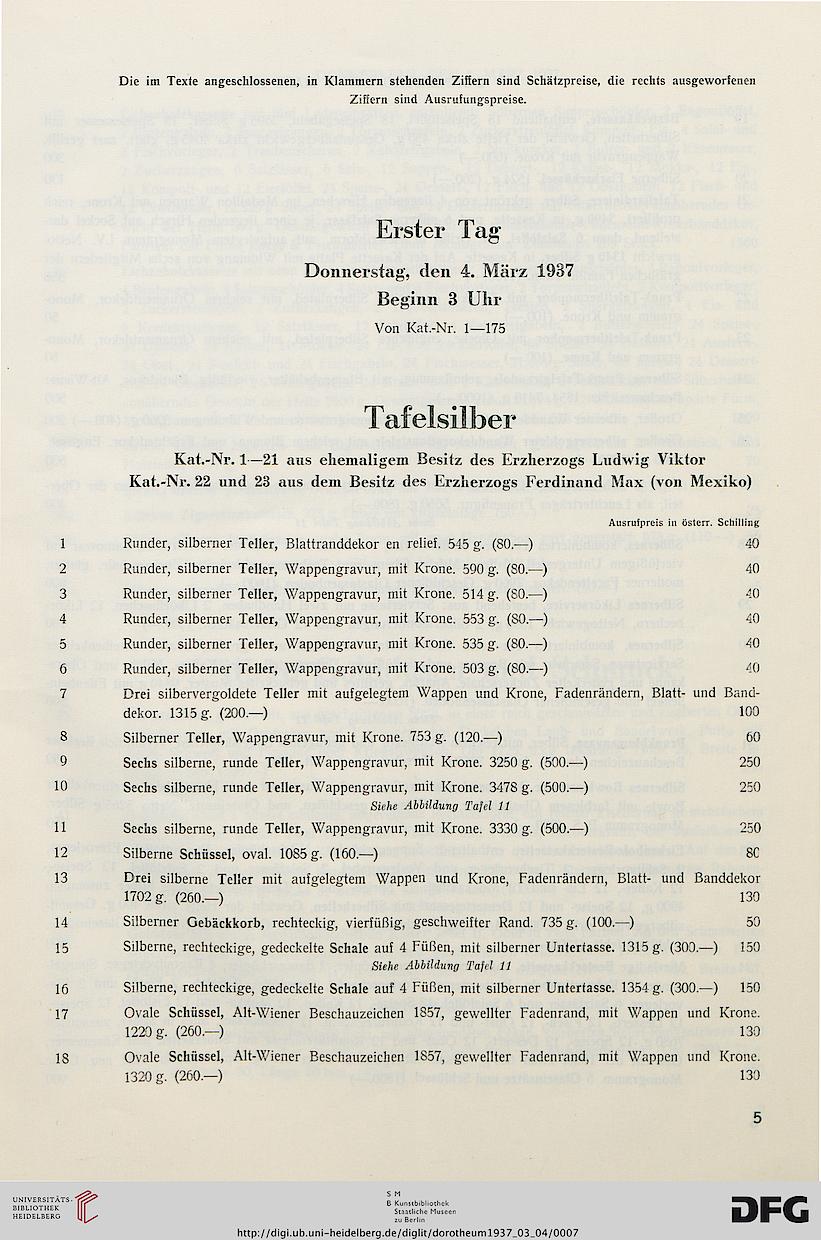 Die im Texte angeschlossenen, in Klammern stehenden Ziffern sind Schätzpreise, die rechts ausgeworfenen
Ziffern sind Ausrufungspreise.
Erster Tag
Donnerstag, den 4. März 1937
Beginn 3 Uhr
Von Kat.-Nr. 1—175
Tafelsilber
Kat.-Nr. 1—21 aus ehemaligem Besitz des Erzherzogs Ludwig Viktor
Kat.-Nr. 22 und 23 aus dem Besitz des Erzherzogs Ferdinand Max (von Mexiko)
Ausrufpreis in österr. Schilling
1 Runder, silberner Teller, Blattranddekor en relief. 545 g. (80.—) 40
2 Runder, silberner Teller, Wappengravur, mit Krone. 590 g. (80.—) 40
3 Runder, silberner Teller, Wappengravur, mit Krone. 514 g. (80.—) 40
4 Runder, silberner Teller, Wappengravur, mit Krone. 553 g. (80.—) 40
5 Runder, silberner Teller, Wappengravur, mit Krone. 535 g. (80.—) 40
6 Runder, silberner Teller, Wappengravur, mit Krone. 503 g. (80.—) 40
7 Drei silbervergoldete Teller mit aufgelegtem Wappen und Krone, Fadenrändern, Blatt- und Band-
dekor. 1315 g. (200.—) 100
8 Silberner Teller, Wappengravur, mit Krone. 753 g. (120.—) 60
9 Sechs silberne, runde Teller, Wappengravur, mit Krone. 3250 g. (500.—) 250
10 Sechs silberne, runde Teller, Wappengravur, mit Krone. 3478 g. (500.—) 250
Siehe Abbildung Tafel 11
11 Sechs silberne, runde Teller, Wappengravur, mit Krone. 3330 g. (500.—) 250
12 Silberne Schüssel, oval. 1085 g. (160.—) 80
13 Drei silberne Teller mit aufgelegtem Wappen und Krone, Fadenrändern, Blatt- und Banddekor
1702 g. (260.—) 130
14 Silberner Gebäckkorb, rechteckig, vierfüßig, geschweifter Rand. 735 g. (100.—) 50
15 Silberne, rechteckige, gedeckelte Schale auf 4 Füßen, mit silberner Untertasse. 1315 g. (300.—) 150
Siehe Abbildung Tafel 11
16 Silberne, rechteckige, gedeckelte Schale auf 4 Füßen, mit silberner Untertasse. 1354 g. (300.—) 150
17 Ovale Schüssel, Alt-Wiener Beschauzeichen 1857, gewellter Fadenrand, mit Wappen und Krone.
1220 g. (260.—) 130
18 Ovale Schüssel, Alt-Wiener Beschauzeichen 1857, gewellter Fadenrand, mit Wappen und Krone.
1320 g. (260.—) 130
5
UNIVERSITÄTS-
BIBLIOTHEK
HEIDELBERG
S M
B Kunstbibliothek
Staatliche Museen
zu Berlin
DFG
http://digi.ub.uni-heidelberg.de/diglit/dorotheum1937_03_04/0007